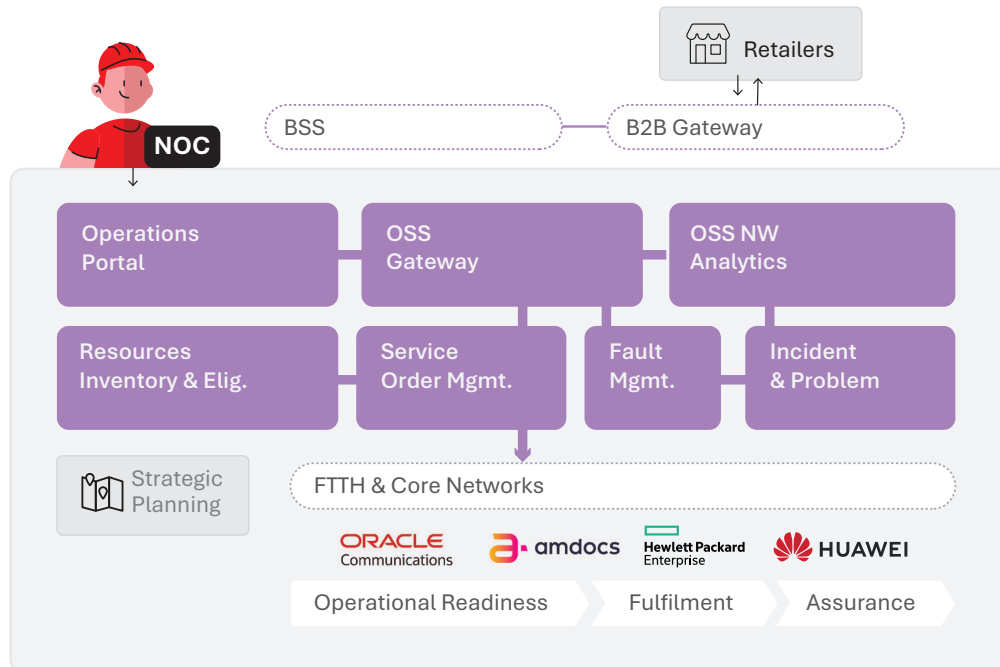 Retailers
NOC
BSS
B2B Gateway
Operations
Portal
OSS
Gateway
OSS NW
Analytics
Resources
Inventory & Elig.
Service
Order Mgmt.
Fault
Mgmt.
Incident
& Problem
Strategic
Planning
FTTH & Core Networks
ORACLE
Communications
amdocs
Hewlett Packard
Enterprise
HUAWEI
Operational Readiness
Fulfilment
Assurance